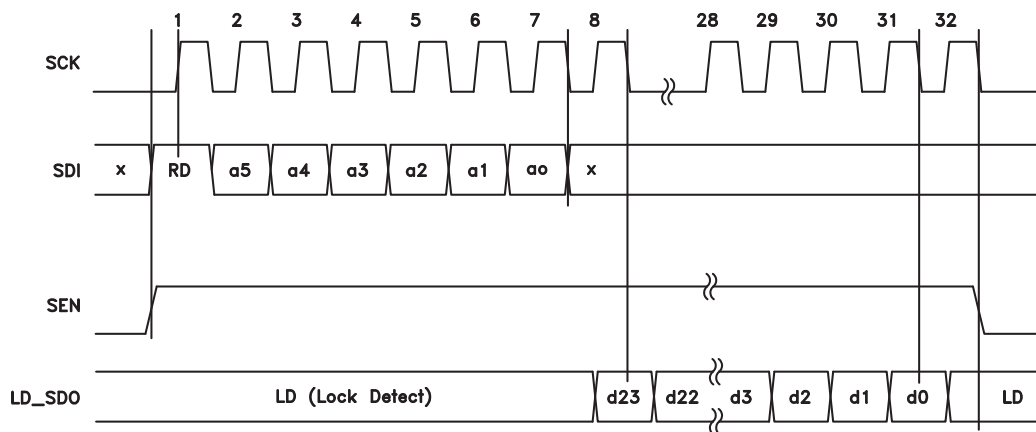 1 2 3 4 5 6 7 8 28 29 30 31 32
SCK
SDI x RD a5 a4 a3 a2 a1 ao x
SEN
LD_SDO LD (Lock Detect) d23 d22 d3 d2 d1 d0 LD